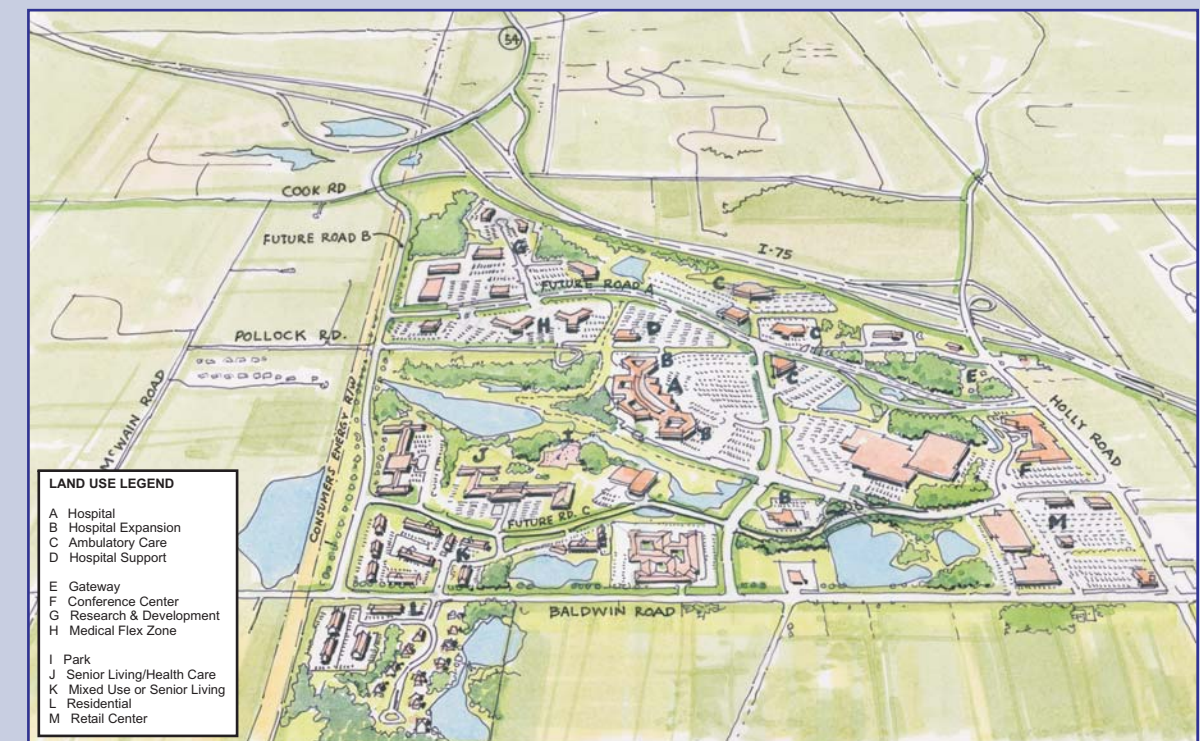 54
COOK RD
FUTURE ROAD B
G
I-75
FUTURE ROAD A
C
H
D
C
POLLOCK RD.
B
A
C
E
McWAIN ROAD
CONSUMERS ENERGY R.O.W.
HOLLY ROAD
B
I
J
F
B
FUTURE RD. C
M
K
L
BALDWIN ROAD
LAND USE LEGEND
A Hospital
B Hospital Expansion
C Ambulatory Care
D Hospital Support
E Gateway
F Conference Center
G Research & Development
H Medical Flex Zone
I Park
J Senior Living/Health Care
K Mixed Use or Senior Living
L Residential
M Retail Center